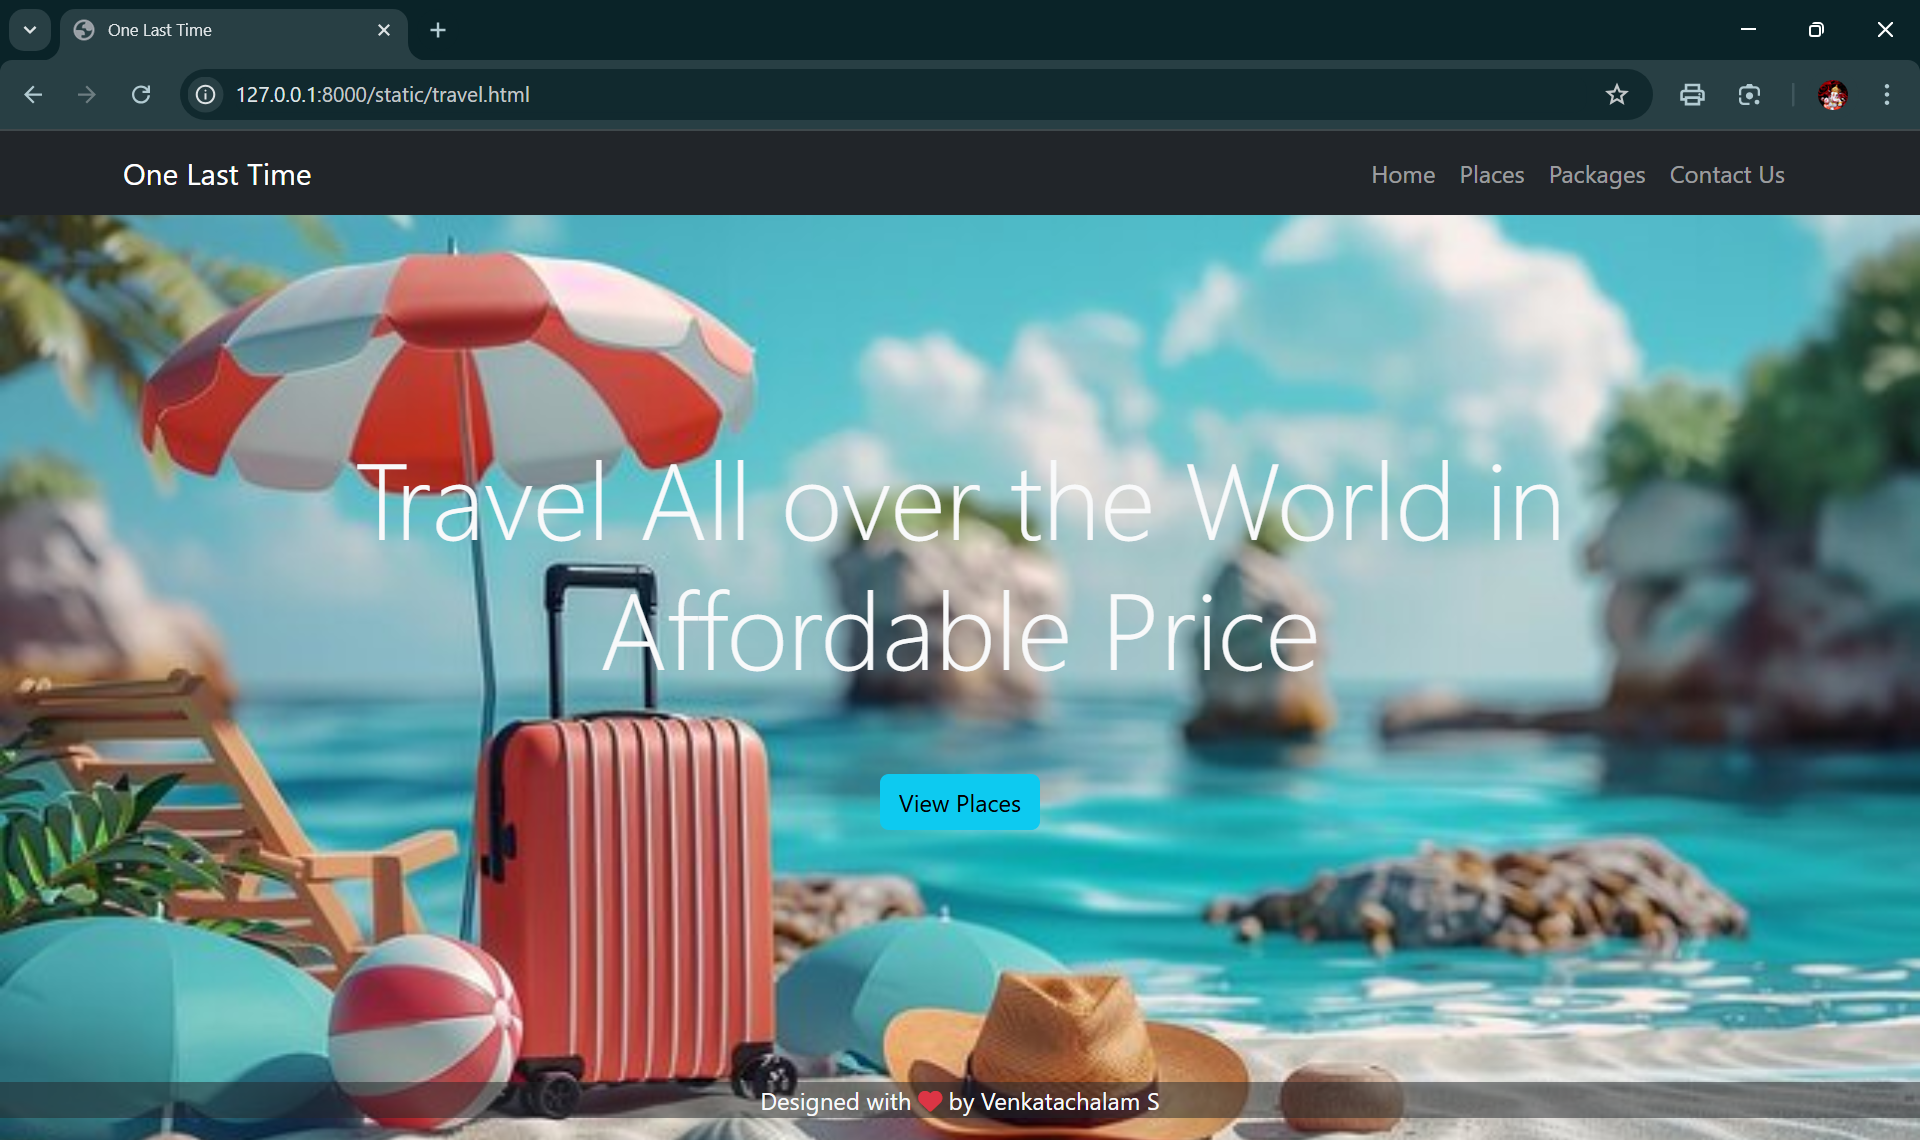 One Last Time
127.0.0.1:8000/static/travel.html
One Last Time
Home Places Packages Contact Us
Travel All over the World in
Affordable Price
View Places
Designed with ❤ by Venkatachalam S